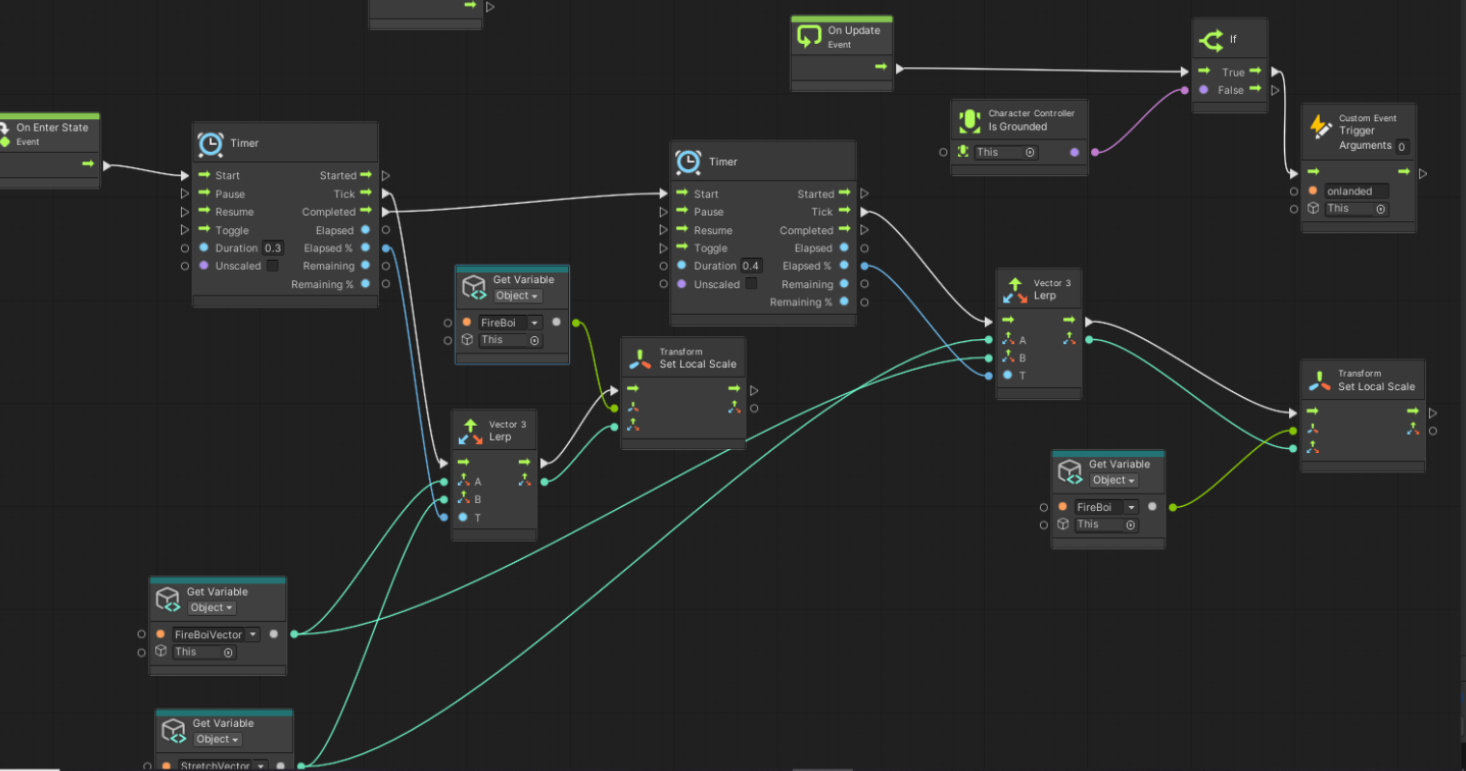 On Enter State
Event
Timer
Start Started
Pause Tick
Resume Completed
Toggle Elapsed
Duration 0.3 Elapsed %
Unscaled Remaining
Remaining %
Get Variable
Object
FireBoi
This
Vector 3
Lerp
A
B
T
Transform
Set Local Scale
Get Variable
Object
FireBoiVector
This
Get Variable
Object
StretchVector
Timer
Start Started
Pause Tick
Resume Completed
Toggle Elapsed
Duration 0.4 Elapsed %
Unscaled Remaining
Remaining %
On Update
Event
Character Controller
Is Grounded
This
If
True
False
Custom Event
Trigger
Arguments 0
onlanded
This
Vector 3
Lerp
A
B
T
Get Variable
Object
FireBoi
This
Transform
Set Local Scale